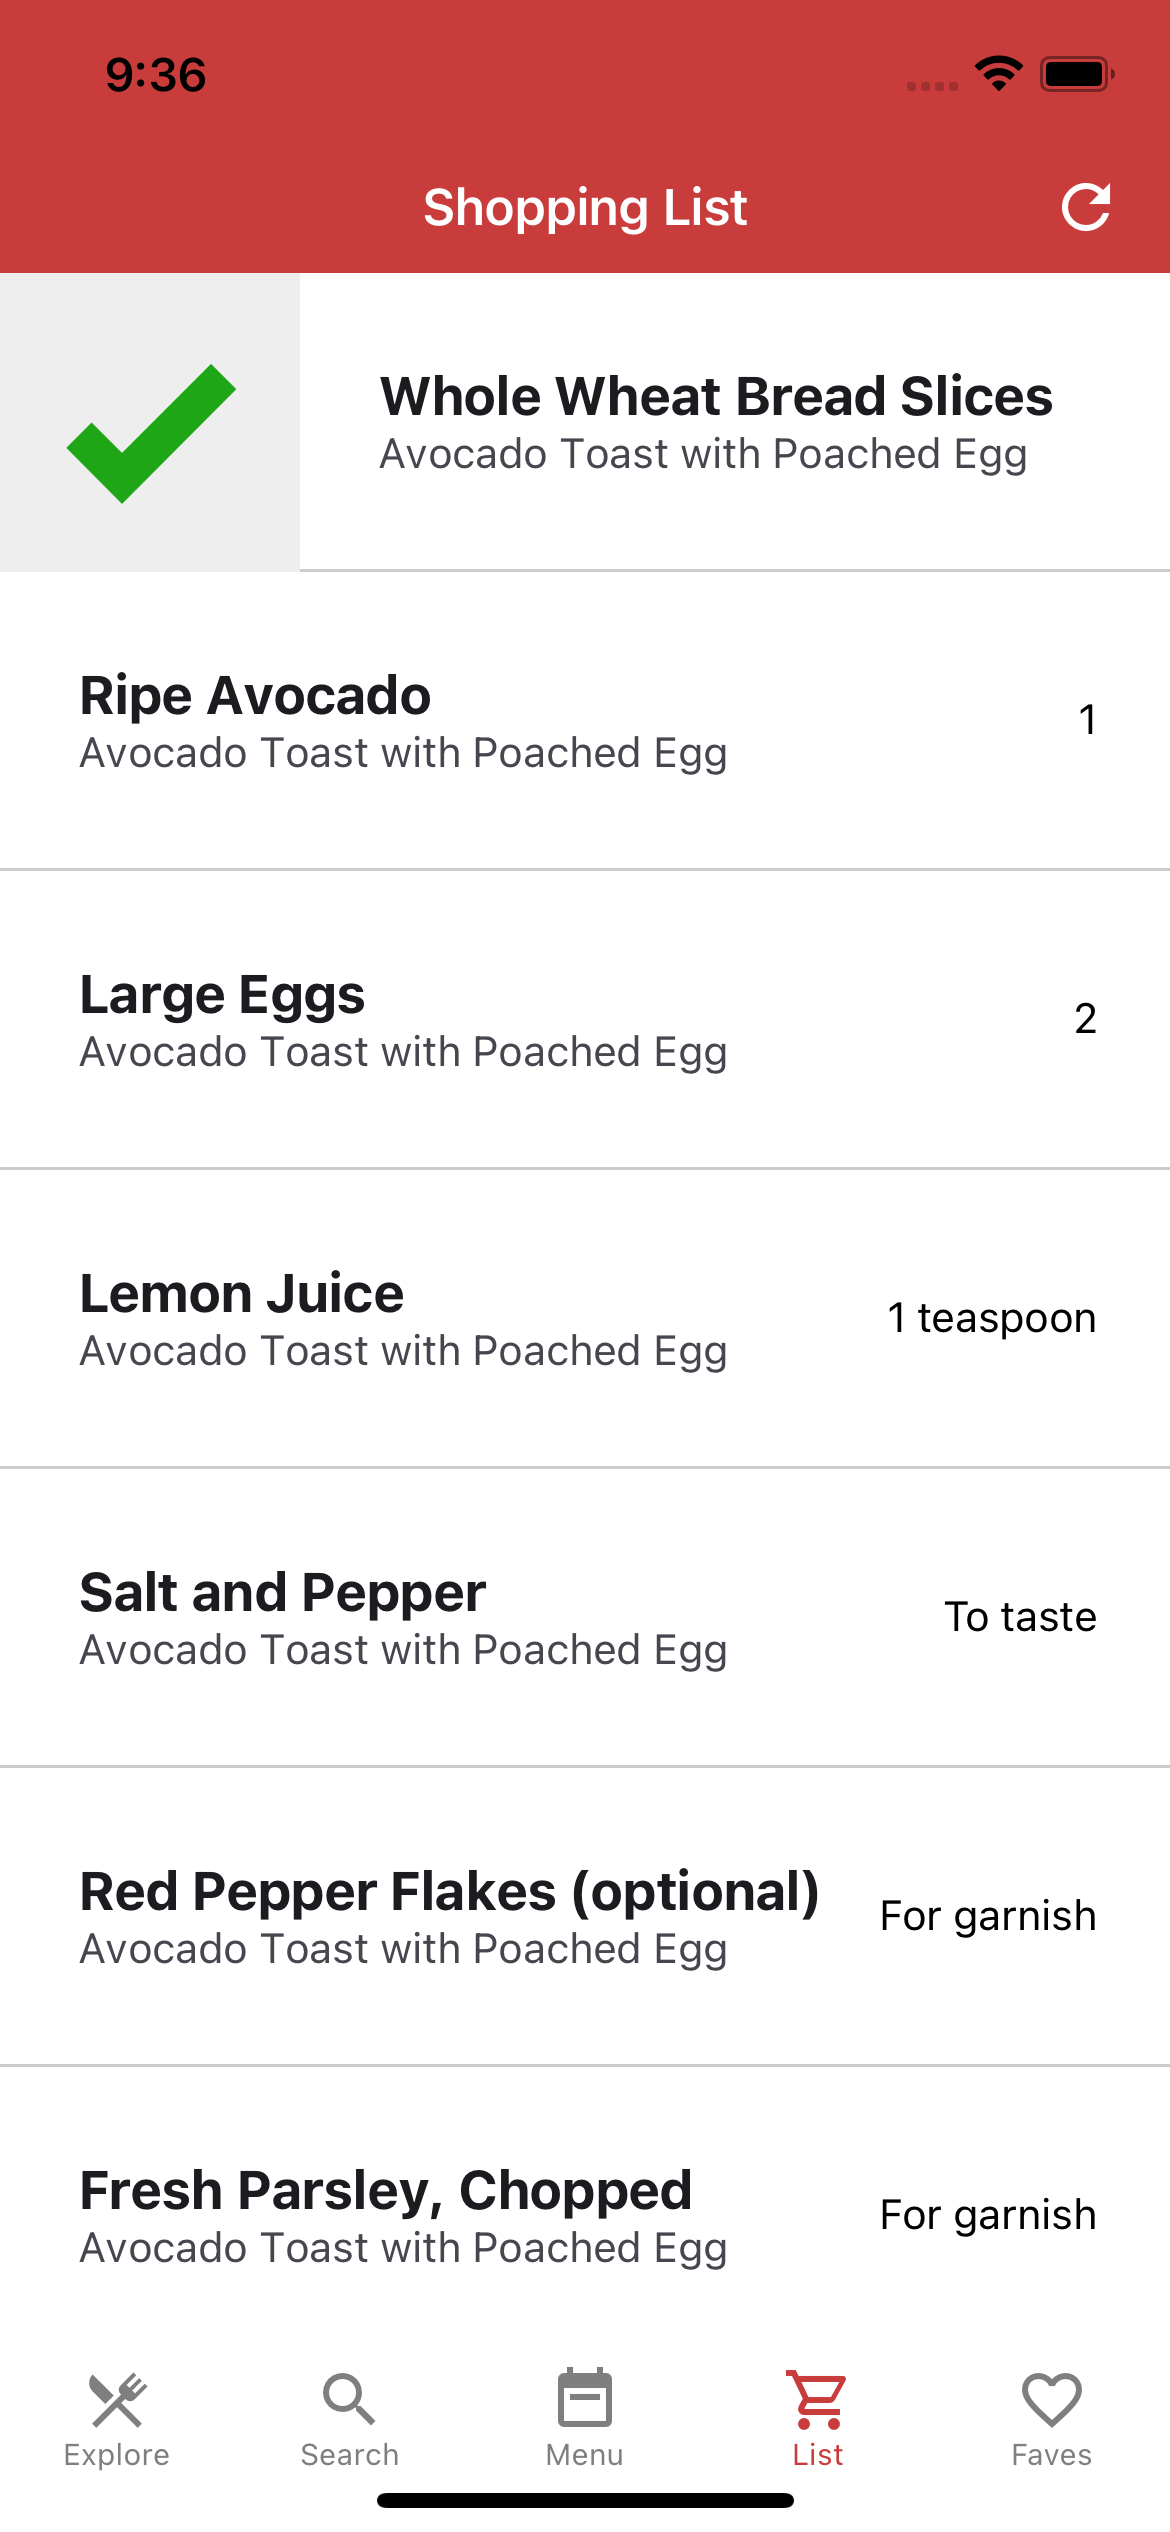 9:36
Shopping List
Whole Wheat Bread Slices
Avocado Toast with Poached Egg
Ripe Avocado
Avocado Toast with Poached Egg
1
Large Eggs
Avocado Toast with Poached Egg
2
Lemon Juice
Avocado Toast with Poached Egg
1 teaspoon
Salt and Pepper
Avocado Toast with Poached Egg
To taste
Red Pepper Flakes (optional)
Avocado Toast with Poached Egg
For garnish
Fresh Parsley, Chopped
Avocado Toast with Poached Egg
For garnish
Explore
Search
Menu
List
Faves